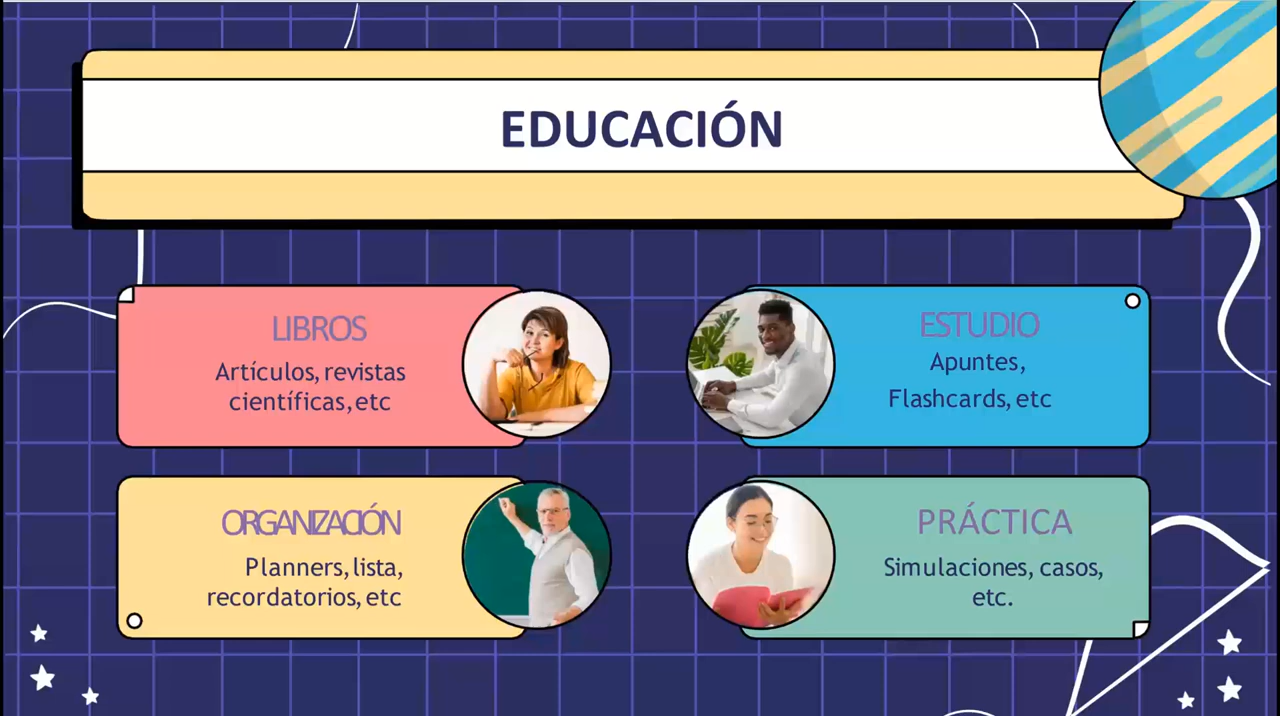 EDUCACIÓN
LIBROS
Artículos, revistas
científicas, etc
ESTUDIO
Apuntes,
Flashcards, etc
ORGANIZACIÓN
Planners, lista,
recordatorios, etc
PRÁCTICA
Simulaciones, casos,
etc.